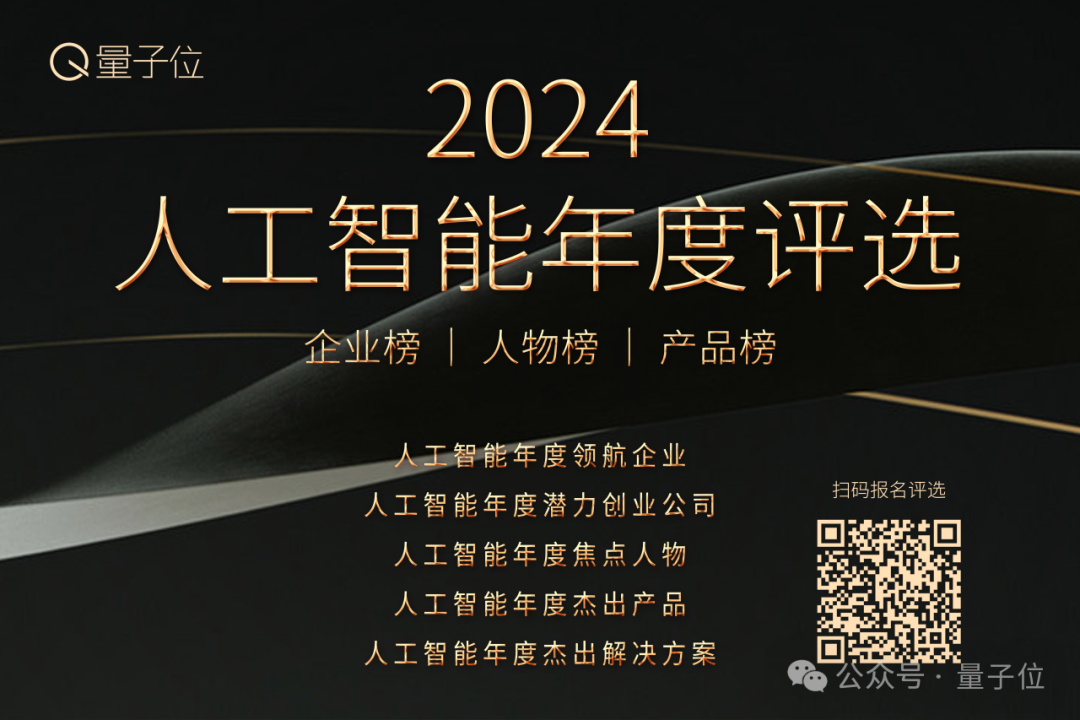 量子位
2024
人工智能年度评选
企业榜 | 人物榜 | 产品榜
人工智能年度领航企业
人工智能年度潜力创业公司
人工智能年度焦点人物
人工智能年度杰出产品
人工智能年度杰出解决方案
扫码报名评选
公众号 · 量子位